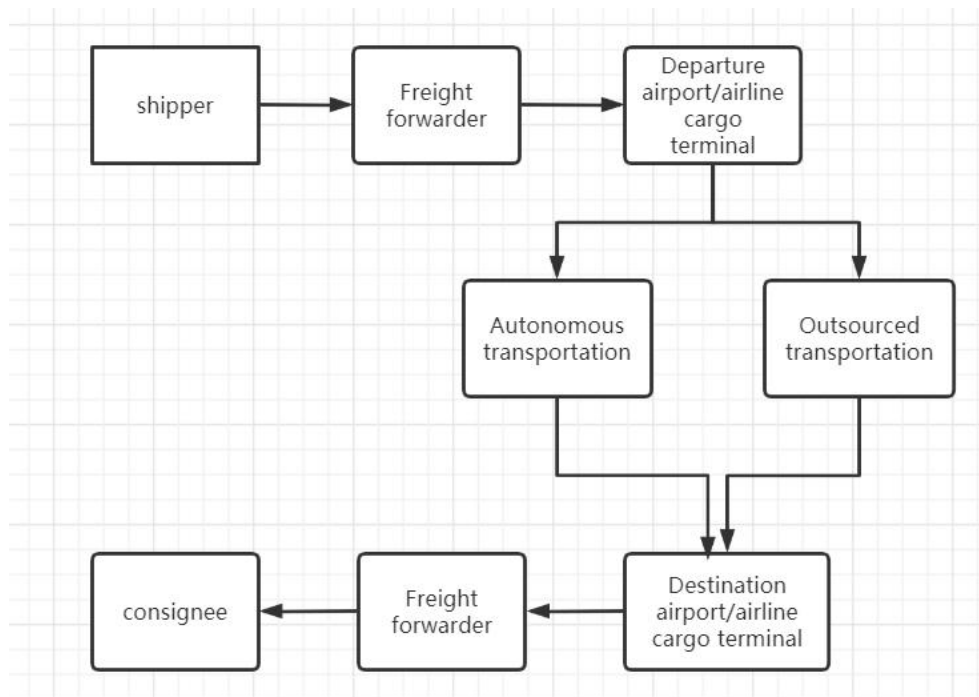 shipper
Freight
forwarder
Departure
airport/airline
cargo
terminal
Autonomous
transportation
Outsourced
transportation
Destination
airport/airline
cargo terminal
Freight
forwarder
consignee